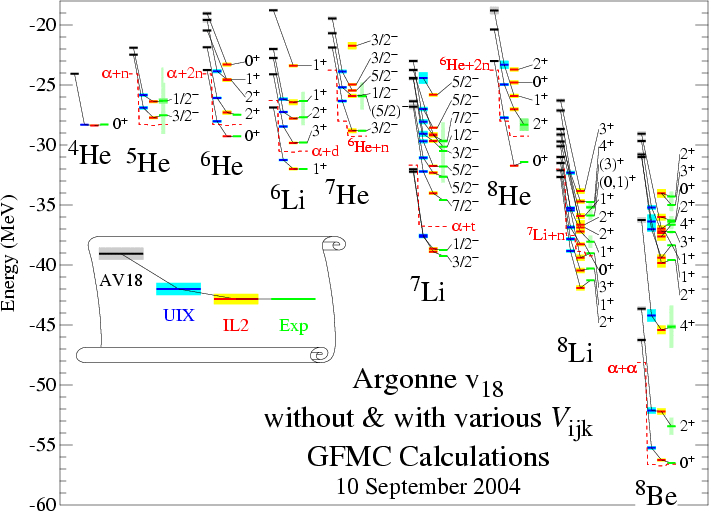 -20
-25
-30
-35
-40
-45
-50
-55
-60
Energy (MeV)
0⁺
⁴He
α+n
1/2⁻
3/2⁻
⁵He
α+2n
0⁺
1⁺
2⁺
2⁺
0⁺
⁶He
1⁺
1⁺
2⁺
3⁺
α+d
1⁺
⁶Li
3/2⁻
3/2⁻
5/2⁻
1/2⁻
(5/2)⁻
3/2⁻
⁶He+n
⁷He
5/2⁻
5/2⁻
7/2⁻
1/2⁻
3/2⁻
5/2⁻
5/2⁻
7/2⁻
α+t
1/2⁻
3/2⁻
⁷Li
⁶He+2n
2⁺
0⁺
1⁺
2⁺
0⁺
⁸He
3⁺
4⁺
(3)⁺
(0,1)⁺
1⁺
2⁺
2⁺
1⁺
0⁺
3⁺
1⁺
2⁺
⁷Li+n
⁸Li
2⁺
3⁺
0⁺
2⁺
4⁺
3⁺
1⁺
1⁺
2⁺
4⁺
α+α
2⁺
0⁺
⁸Be
AV18
UIX
IL2
Exp
Argonne v₁₈
without & with various Vᵢⱼₖ
GFMC Calculations
10 September 2004